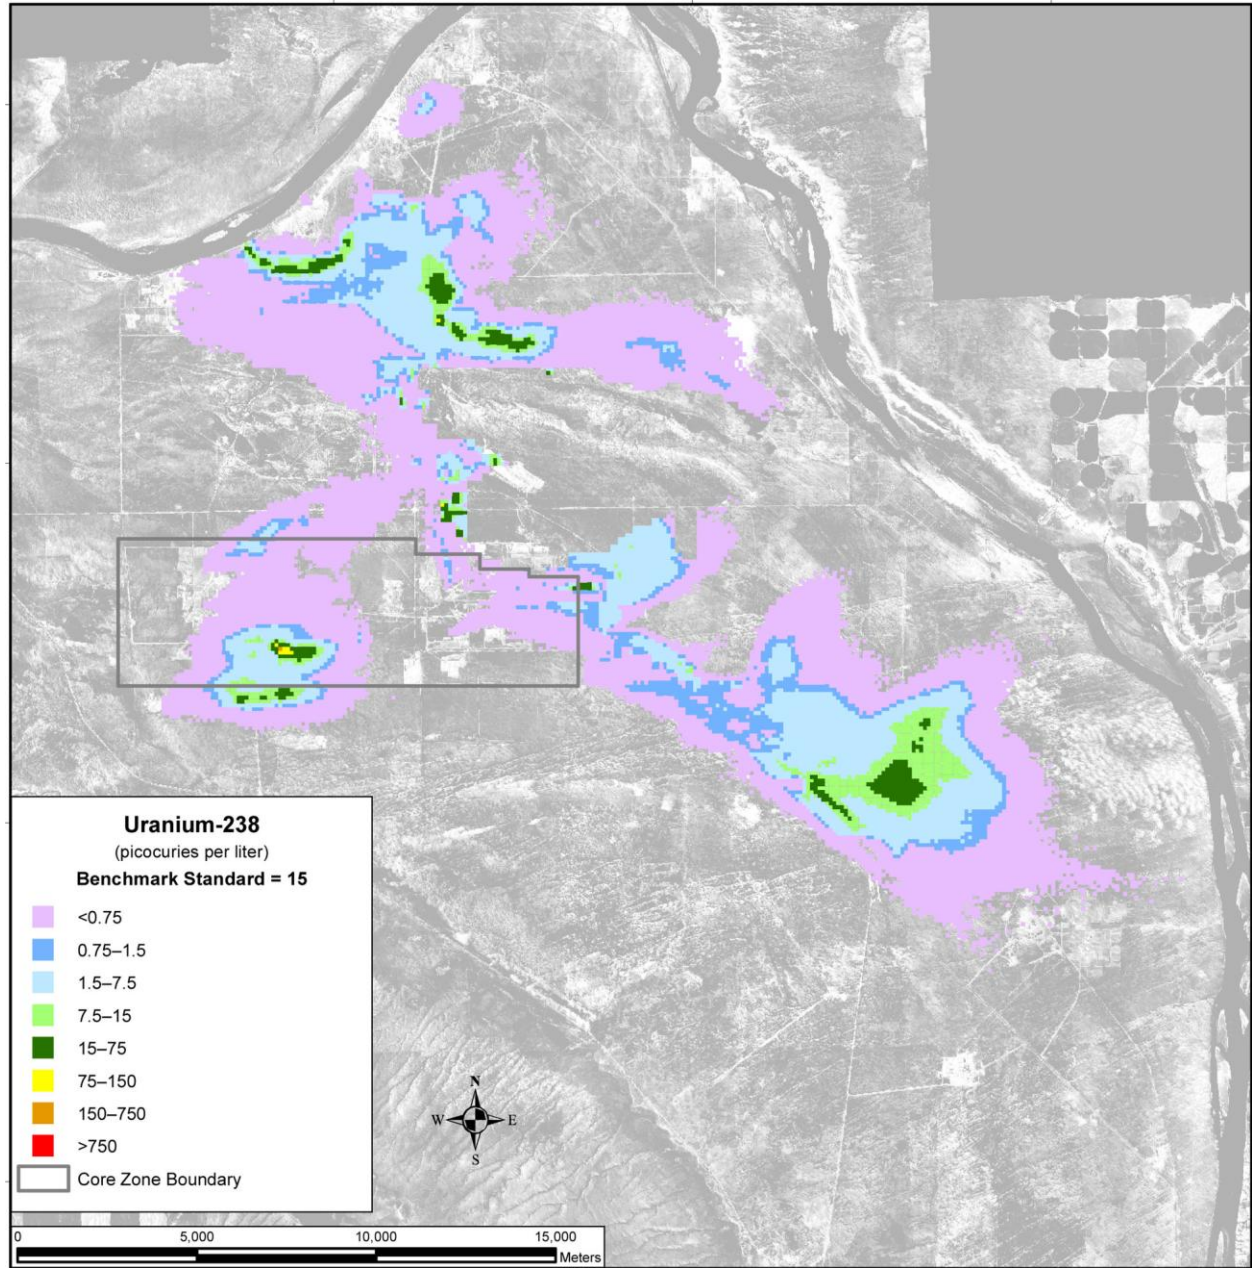 N
W E
S
Uranium-238
(picocuries per liter)
Benchmark Standard = 15
<0.75
0.75–1.5
1.5–7.5
7.5–15
15–75
75–150
150–750
>750
Core Zone Boundary
0 5,000 10,000 15,000
Meters